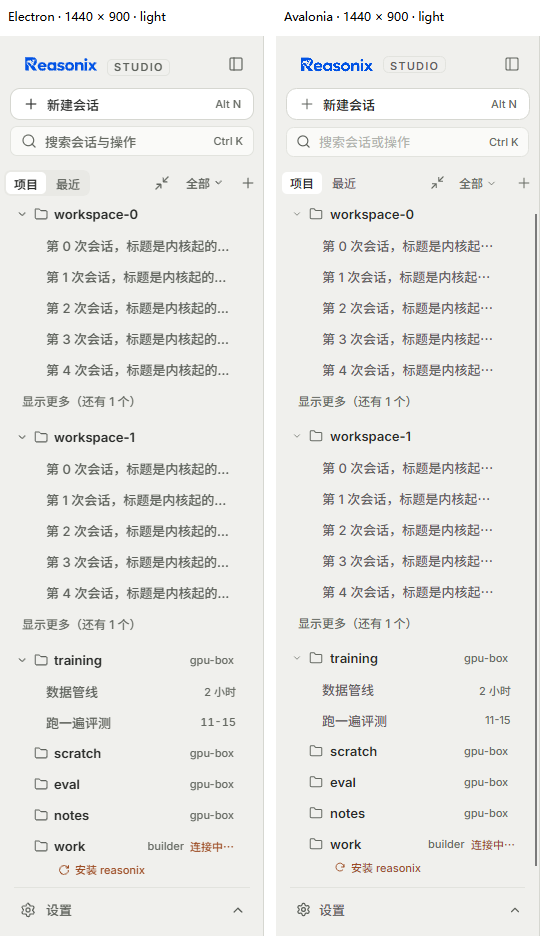 Electron · 1440 × 900 · light
Reasonix STUDIO
新建会话 Alt N
搜索会话与操作 Ctrl K
项目 最近 全部
workspace-0
第 0 次会话，标题是内核起的...
第 1 次会话，标题是内核起的...
第 2 次会话，标题是内核起的...
第 3 次会话，标题是内核起的...
第 4 次会话，标题是内核起的...
显示更多（还有 1 个）
workspace-1
第 0 次会话，标题是内核起的...
第 1 次会话，标题是内核起的...
第 2 次会话，标题是内核起的...
第 3 次会话，标题是内核起的...
第 4 次会话，标题是内核起的...
显示更多（还有 1 个）
training gpu-box
数据管线 2 小时
跑一遍评测 11-15
scratch gpu-box
eval gpu-box
notes gpu-box
work builder 连接中…
安装 reasonix
设置
Avalonia · 1440 × 900 · light
Reasonix STUDIO
新建会话 Alt N
搜索会话或操作 Ctrl K
项目 最近 全部
workspace-0
第 0 次会话，标题是内核起…
第 1 次会话，标题是内核起…
第 2 次会话，标题是内核起…
第 3 次会话，标题是内核起…
第 4 次会话，标题是内核起…
显示更多（还有 1 个）
workspace-1
第 0 次会话，标题是内核起…
第 1 次会话，标题是内核起…
第 2 次会话，标题是内核起…
第 3 次会话，标题是内核起…
第 4 次会话，标题是内核起…
显示更多（还有 1 个）
training gpu-box
数据管线 2 小时
跑一遍评测 11-15
scratch gpu-box
eval gpu-box
notes gpu-box
work builder 连接中…
安装 reasonix
设置